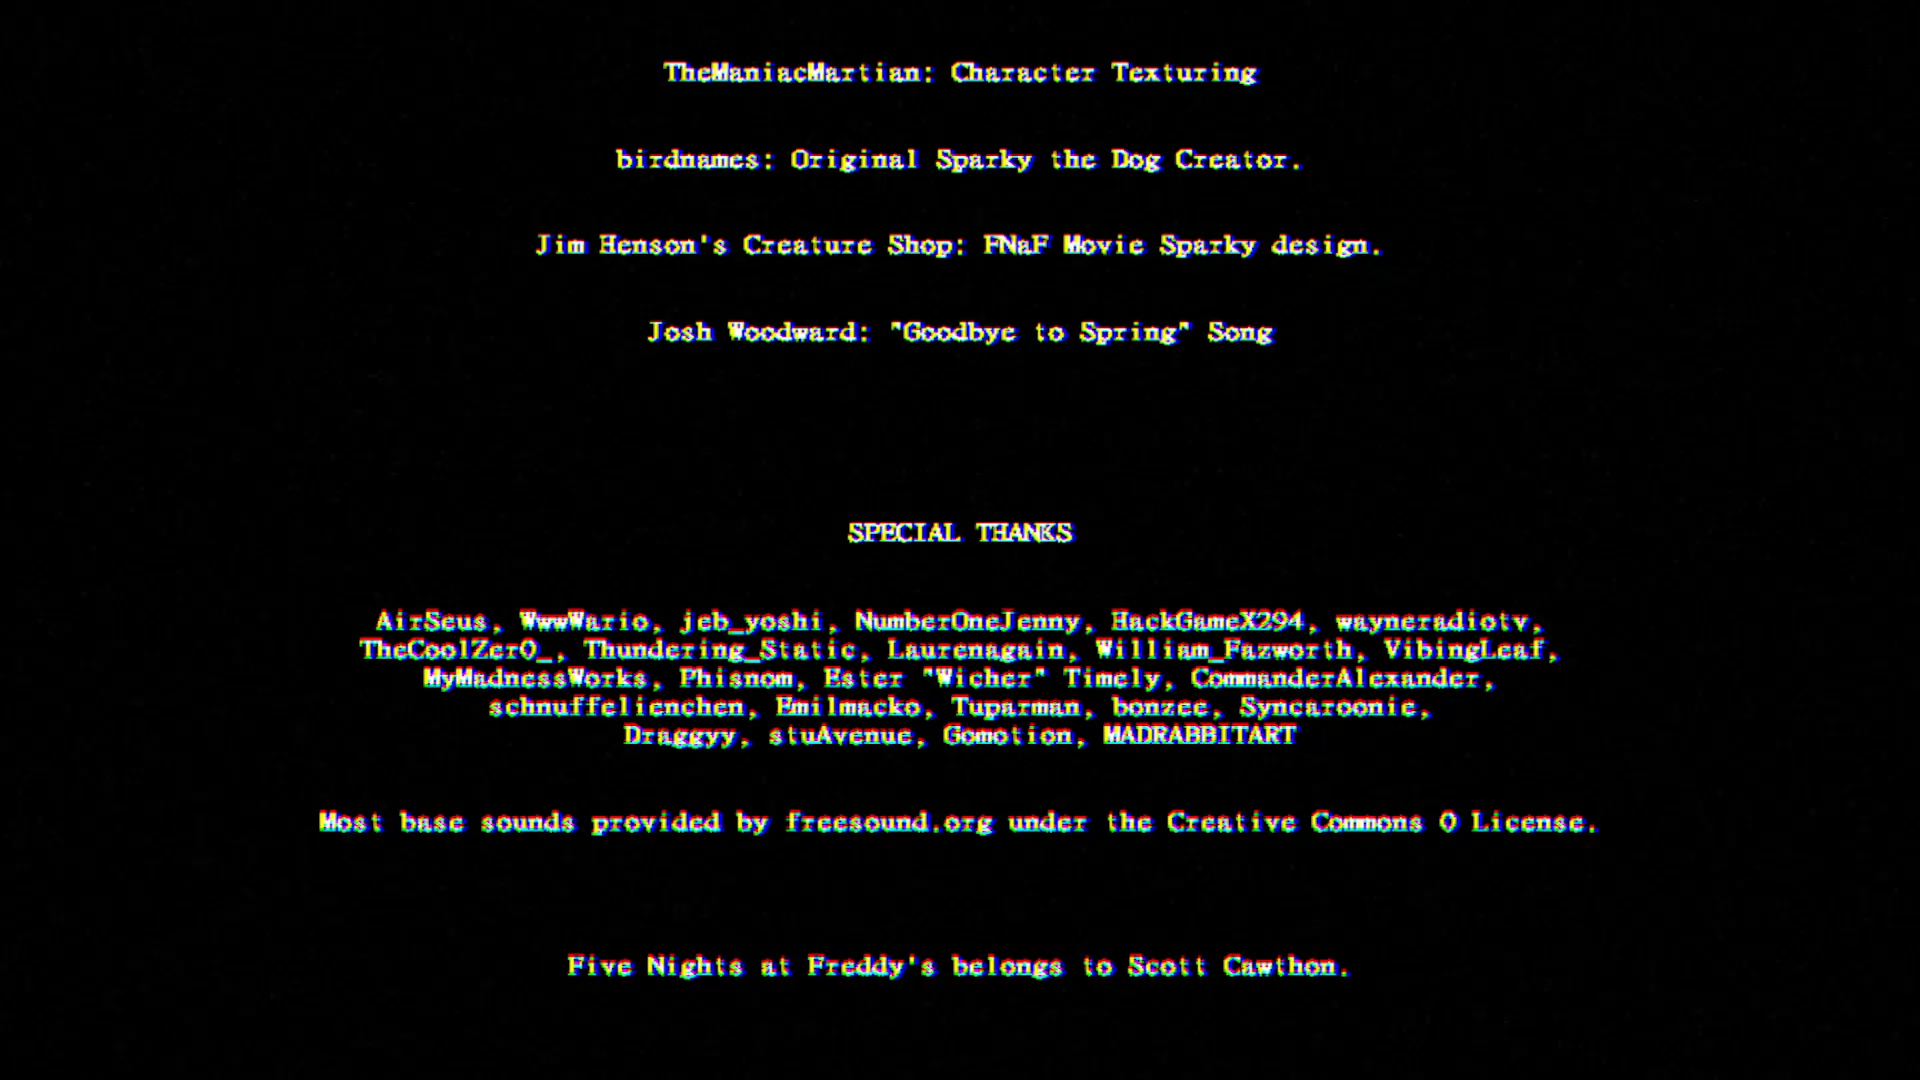 TheManiacMartian: Character Texturing
birdnames: Original Sparky the Dog Creator.
Jim Henson's Creature Shop: FNaF Movie Sparky design.
Josh Woodward: "Goodbye to Spring" Song
SPECIAL THANKS
AirSeus, WwwWario, jeb_yoshi, NumberOneJenny, HackGameX294, wayneradiotv,
TheCoolZer0_, Thundering_Static, Laurenagain, William_Fazworth, VibingLeaf,
MyMadnessWorks, Phisnom, Ester "Wicher" Timely, CommanderAlexander,
schnuffelienchen, Emilmacko, Tuparman, bonzee, Syncaroonie,
Draggyy, stuAvenue, Gomotion, MADRABBITART
Most base sounds provided by freesound.org under the Creative Commons 0 License.
Five Nights at Freddy's belongs to Scott Cawthon.